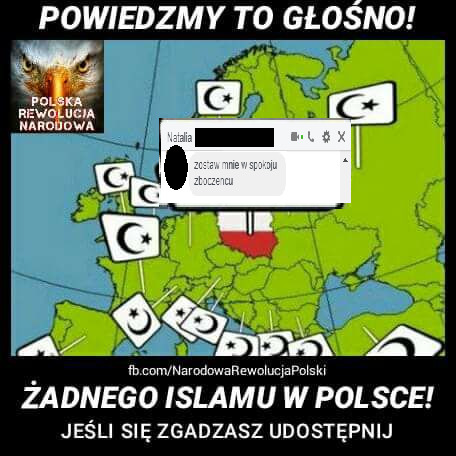 POWIEDZMY TO GŁOŚNO!
POLSKA
REWOLUCJA
NARODOWA
Natalia
zostaw mnie w spokoju
zboczencu
fb.com/NarodowaRewolucjaPolski
ŻADNEGO ISLAMU W POLSCE!
JEŚLI SIĘ ZGADZASZ UDOSTĘPNIJ